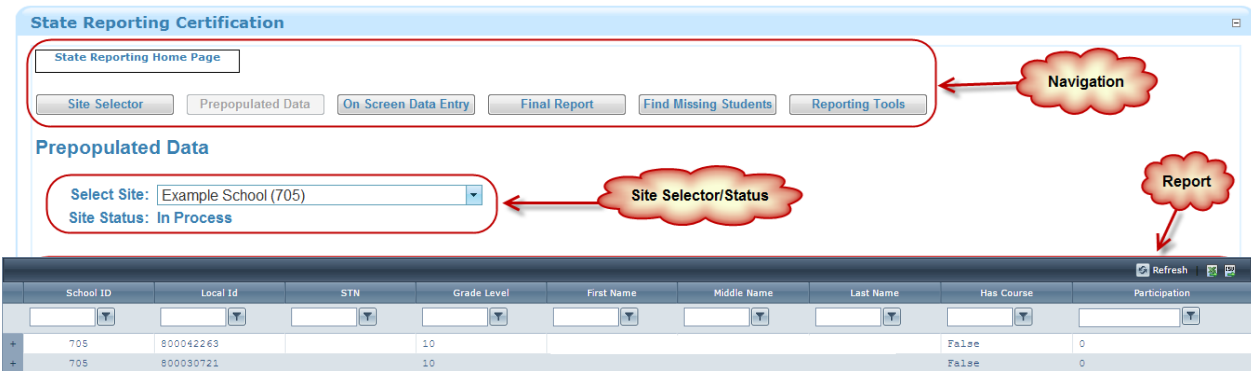 State Reporting Certification
State Reporting Home Page
Navigation
Site Selector Prepopulated Data On Screen Data Entry Final Report Find Missing Students Reporting Tools
Prepopulated Data
Select Site: Example School (705)
Site Selector/Status
Report
Site Status: In Process
Refresh
School ID Local Id STN Grade Level First Name Middle Name Last Name Has Course Participation
+ 705 800042263 10 False 0
+ 705 800030721 10 False 0